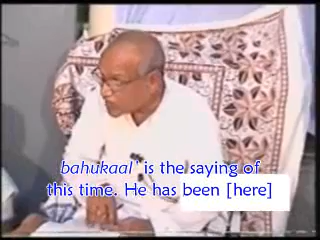 bahukaal' is the saying of
this time. He has been [here]